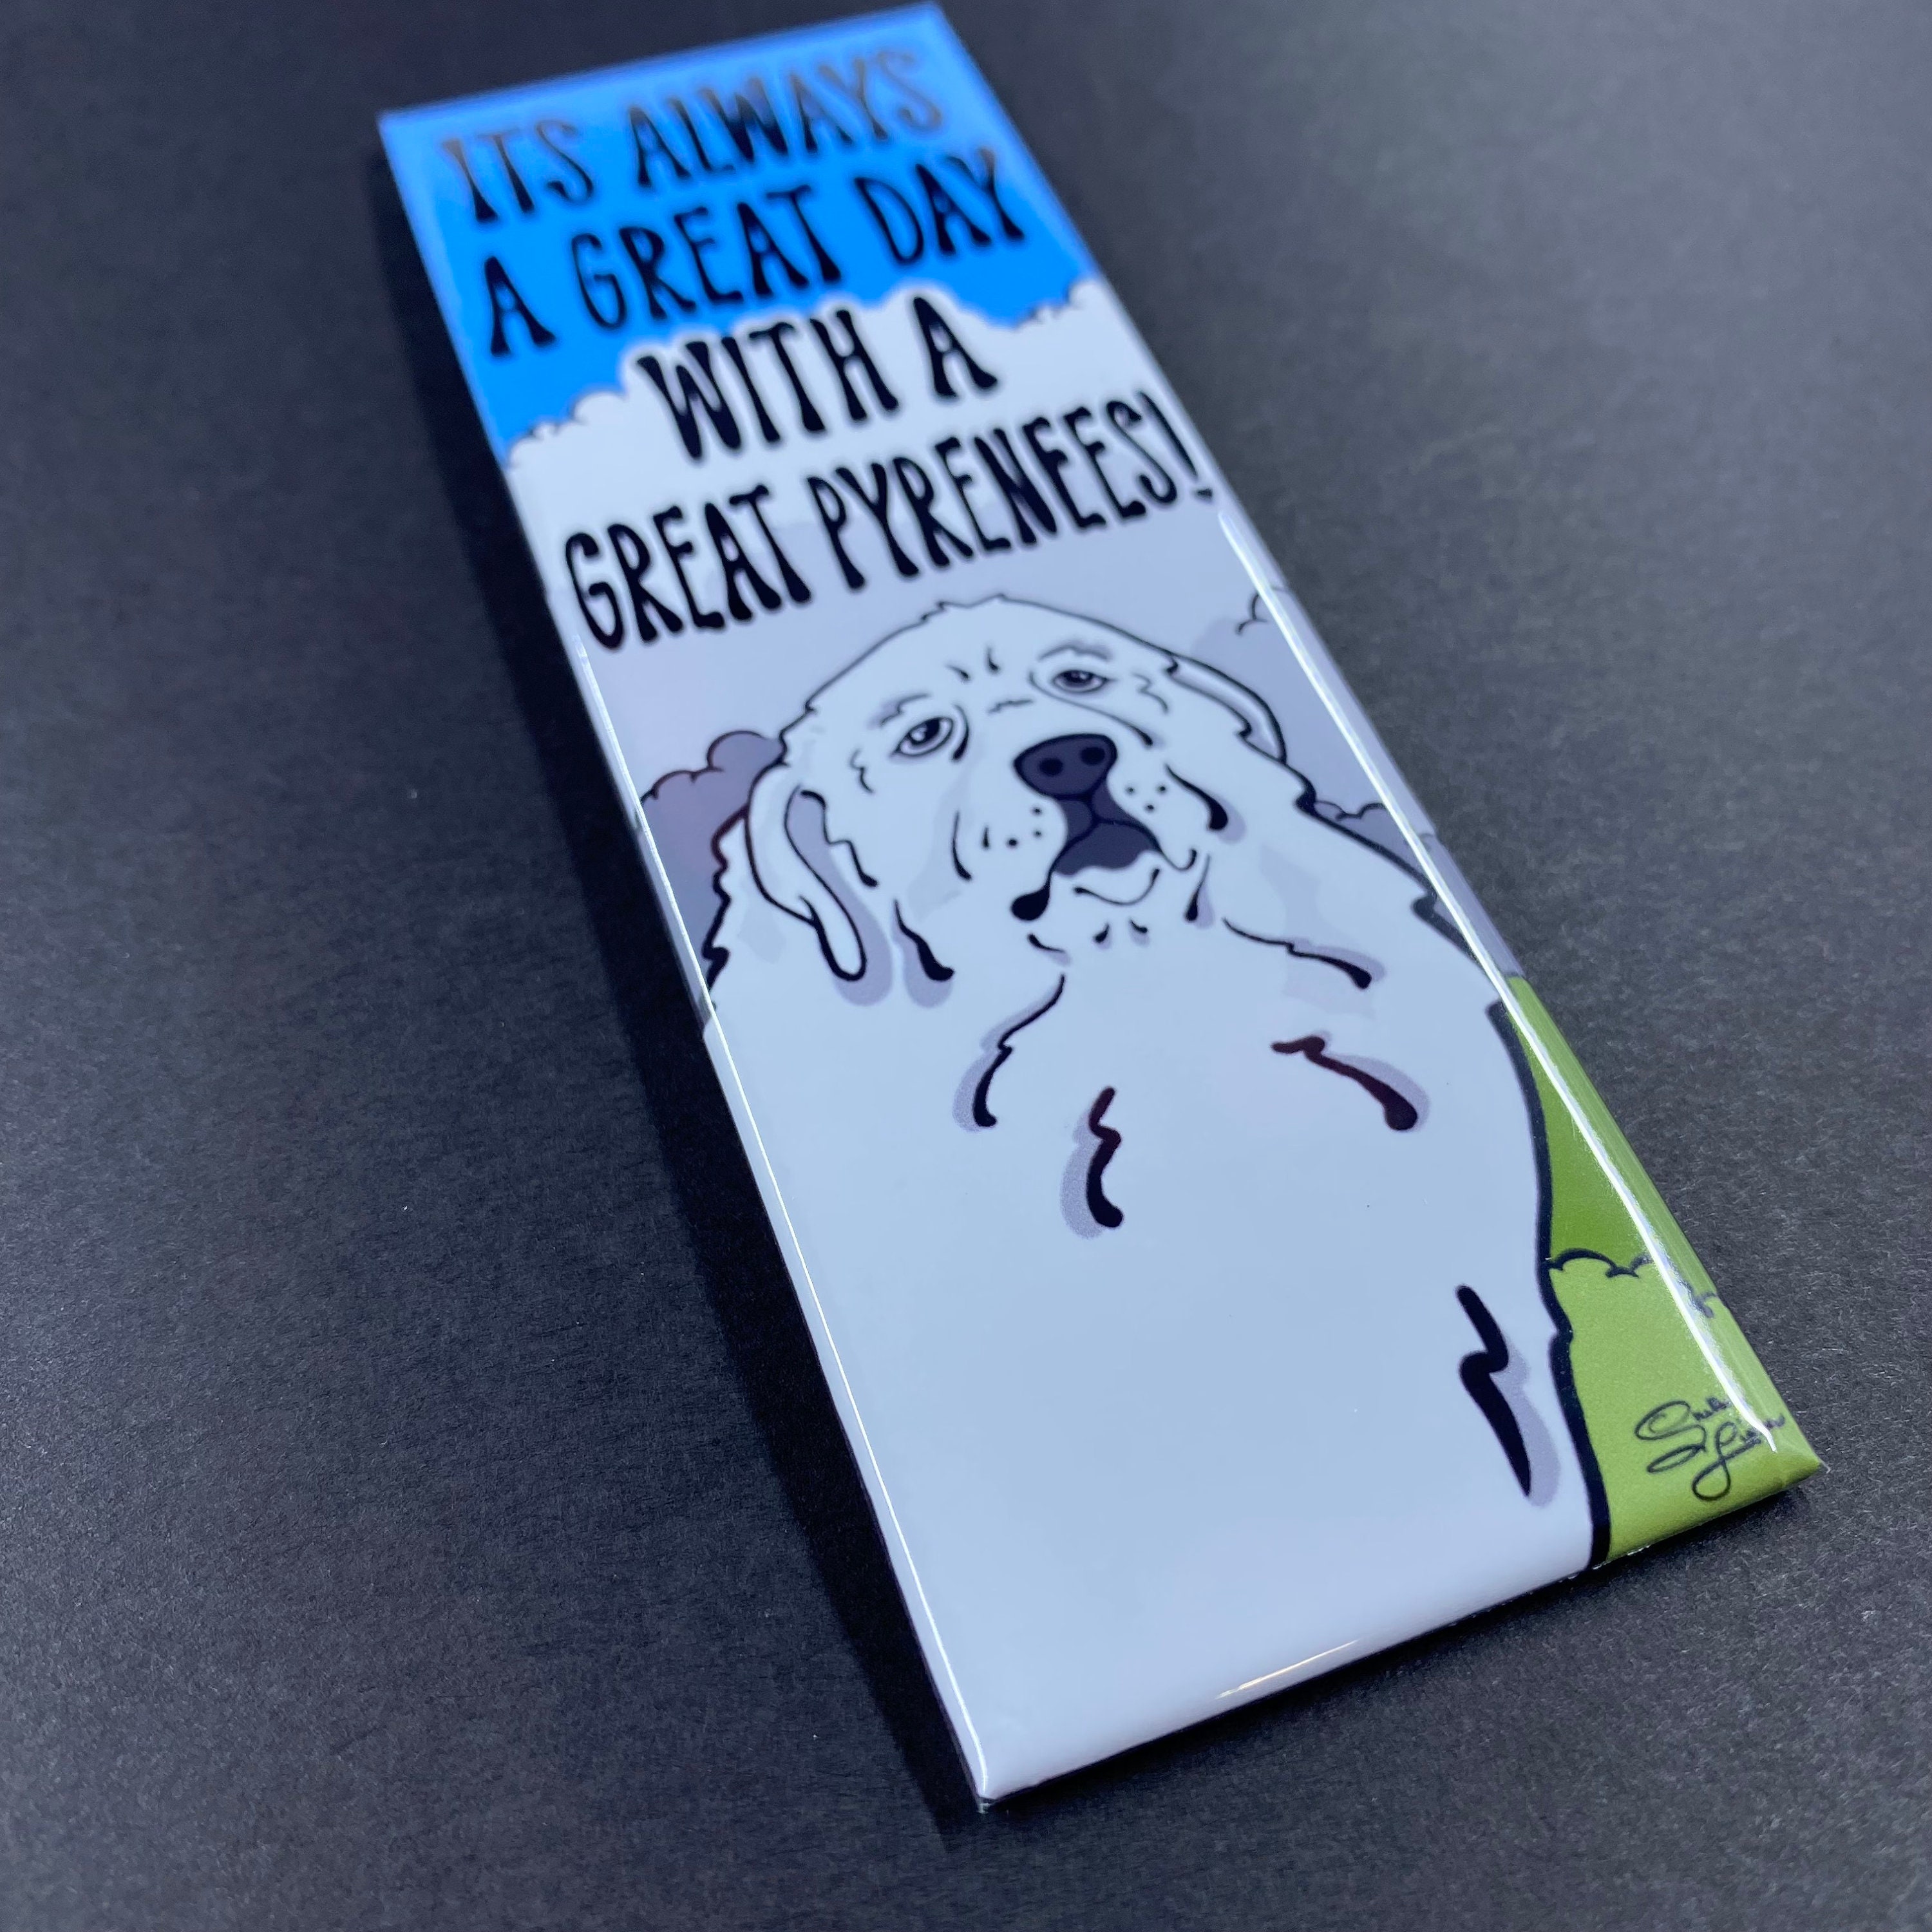 ITS ALWAYS
A GREAT DAY
WITH A
GREAT PYRENEES!